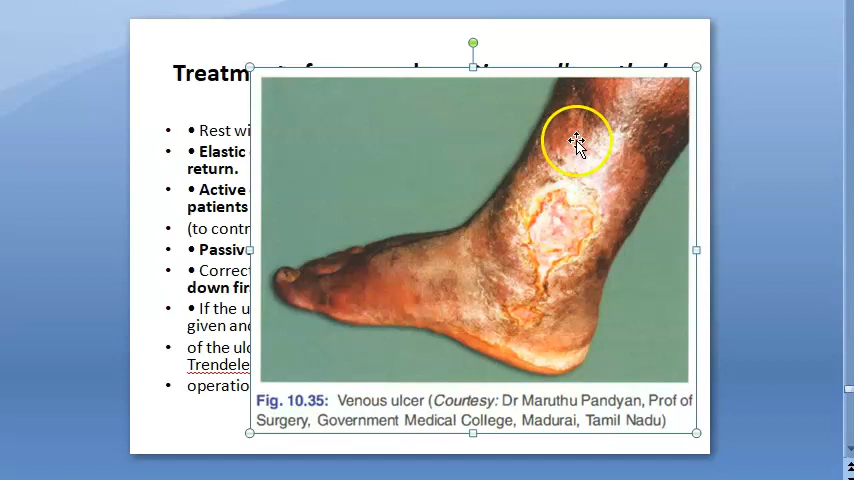 Treatm
• • Rest wi
• • Elastic
return.
• • Active
patients
• (to contr
• • Passiv
• • Correct
down fir
• • If the u
given and
• of the ulc
Trendele
• operatio
Fig. 10.35: Venous ulcer (Courtesy: Dr Maruthu Pandyan, Prof of
Surgery, Government Medical College, Madurai, Tamil Nadu)